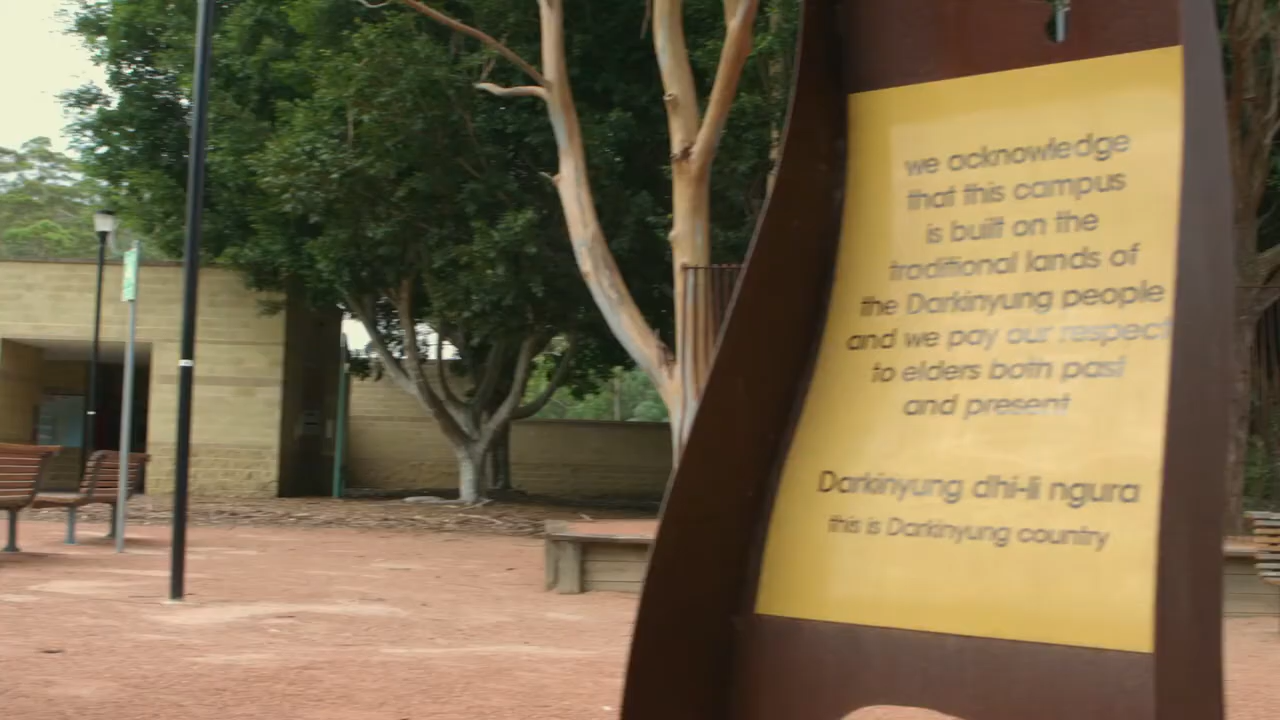 we acknowledge
that this campus
is built on the
traditional lands of
the Darkinyung people
and we pay our respect
to elders both past
and present
Darkinyung dhi-li ngura
this is Darkinyung country